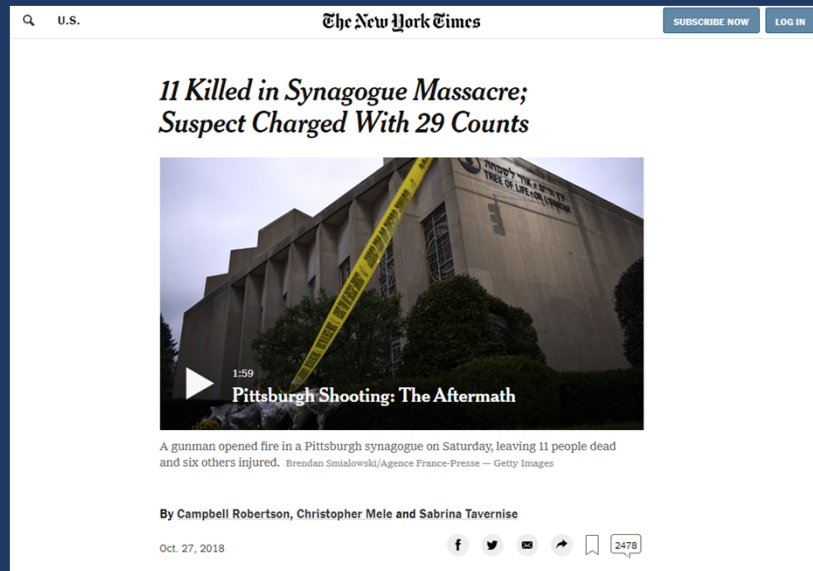 U.S.
The New York Times
SUBSCRIBE NOW
LOG IN
11 Killed in Synagogue Massacre;
Suspect Charged With 29 Counts
TREE OF LIFE
1:59
Pittsburgh Shooting: The Aftermath
A gunman opened fire in a Pittsburgh synagogue on Saturday, leaving 11 people dead
and six others injured. Brendan Smialowski/Agence France-Presse — Getty Images
By Campbell Robertson, Christopher Mele and Sabrina Tavernise
Oct. 27, 2018
2478